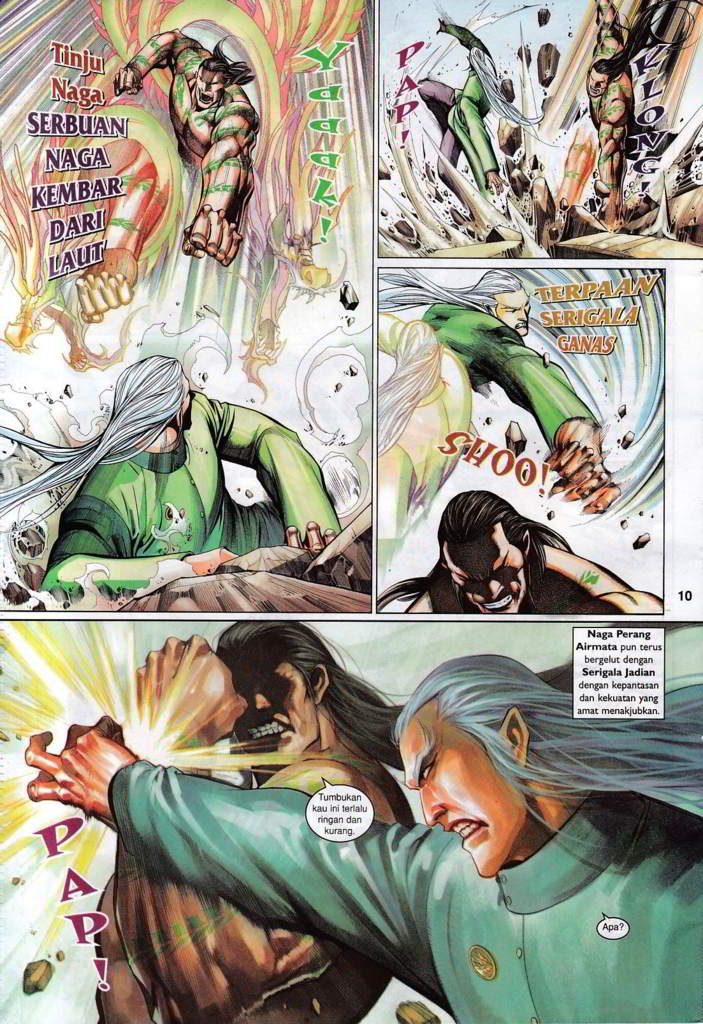 Tinju
Naga
SERBUAN
NAGA
KEMBAR
DARI
LAUT
Yaaak!
PAP!
KLONG!
TERPAAN
SERIGALA
GANAS
SHOO!
10
Naga Perang
Airmata pun terus
bergelut dengan
Serigala Jadian
dengan kepantasan
dan kekuatan yang
amat menakjubkan.
Tumbukan
kau ini terlalu
ringan dan
kurang.
PAP!
Apa?